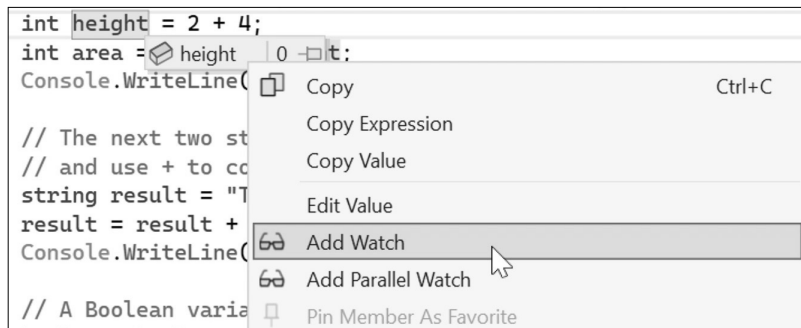 int height = 2 + 4;
int area = height 0 t;
Console.WriteLine(
Copy Ctrl+C
Copy Expression
// The next two st
Copy Value
// and use + to co
string result = "T
Edit Value
result = result +
Add Watch
Console.WriteLine(
Add Parallel Watch
// A Boolean varia
Pin Member As Favorite